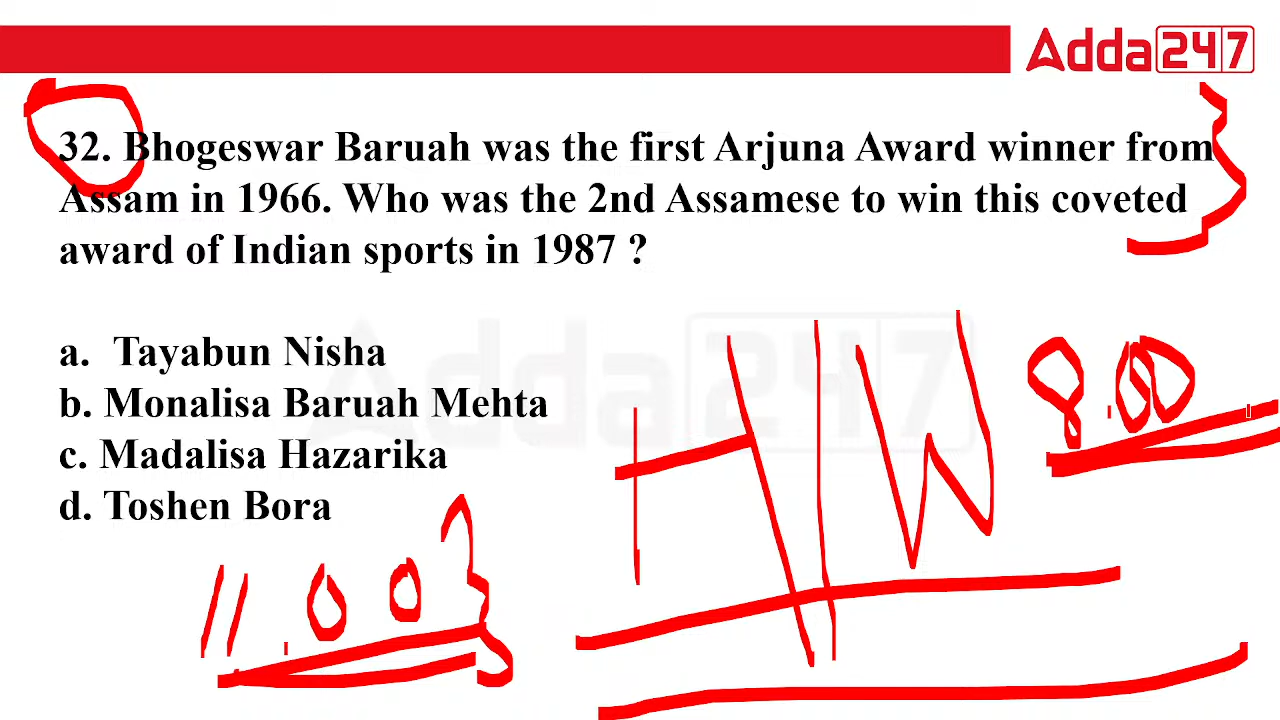 Adda247
32. Bhogeswar Baruah was the first Arjuna Award winner from
Assam in 1966. Who was the 2nd Assamese to win this coveted
award of Indian sports in 1987 ?
a. Tayabun Nisha
b. Monalisa Baruah Mehta
c. Madalisa Hazarika
d. Toshen Bora
Adda247
H/W
8.00
11.00